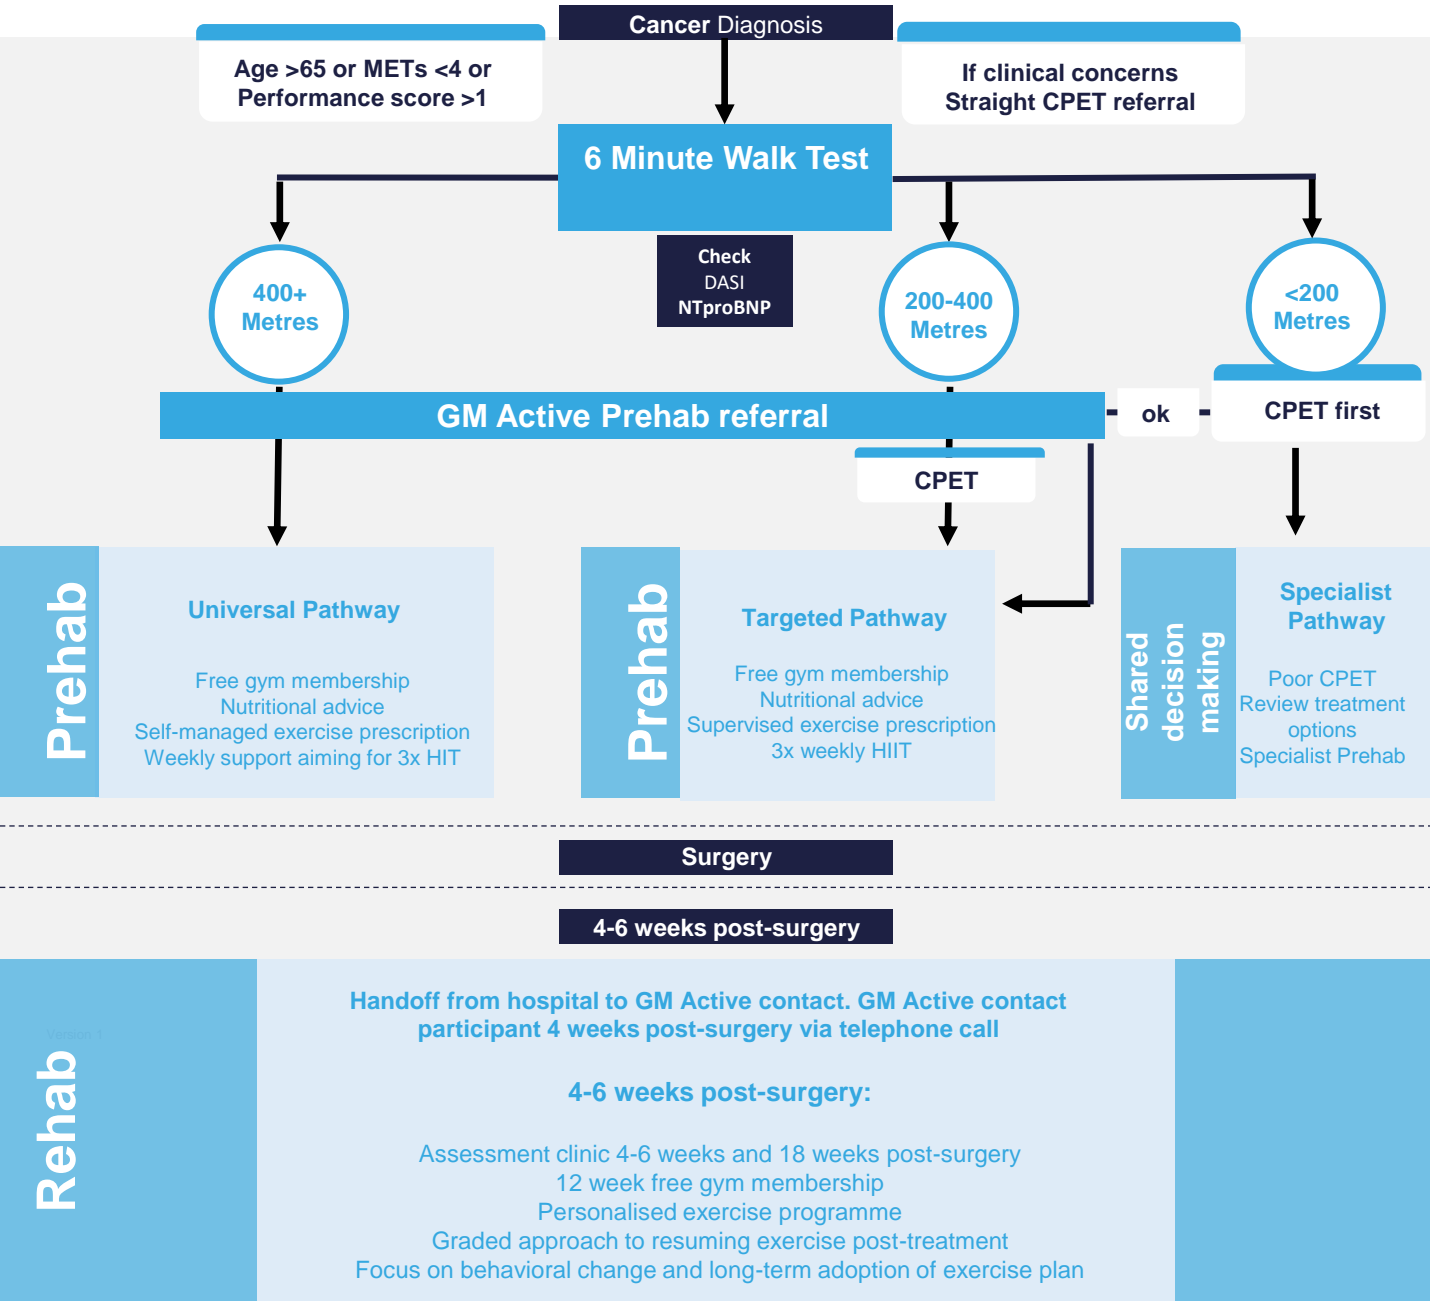 Cancer Diagnosis
Age >65 or METs <4 or
Performance score >1
If clinical concerns
Straight CPET referral
6 Minute Walk Test
Check
DASI
NTproBNP
400+
Metres
200-400
Metres
<200
Metres
GM Active Prehab referral
ok
CPET first
CPET
Prehab
Universal Pathway
Free gym membership
Nutritional advice
Self-managed exercise prescription
Weekly support aiming for 3x HIT
Prehab
Targeted Pathway
Free gym membership
Nutritional advice
Supervised exercise prescription
3x weekly HIIT
Shared
decision
making
Specialist
Pathway
Poor CPET
Review treatment
options
Specialist Prehab
Surgery
4-6 weeks post-surgery
Version 1
Rehab
Handoff from hospital to GM Active contact. GM Active contact
participant 4 weeks post-surgery via telephone call
4-6 weeks post-surgery:
Assessment clinic 4-6 weeks and 18 weeks post-surgery
12 week free gym membership
Personalised exercise programme
Graded approach to resuming exercise post-treatment
Focus on behavioral change and long-term adoption of exercise plan